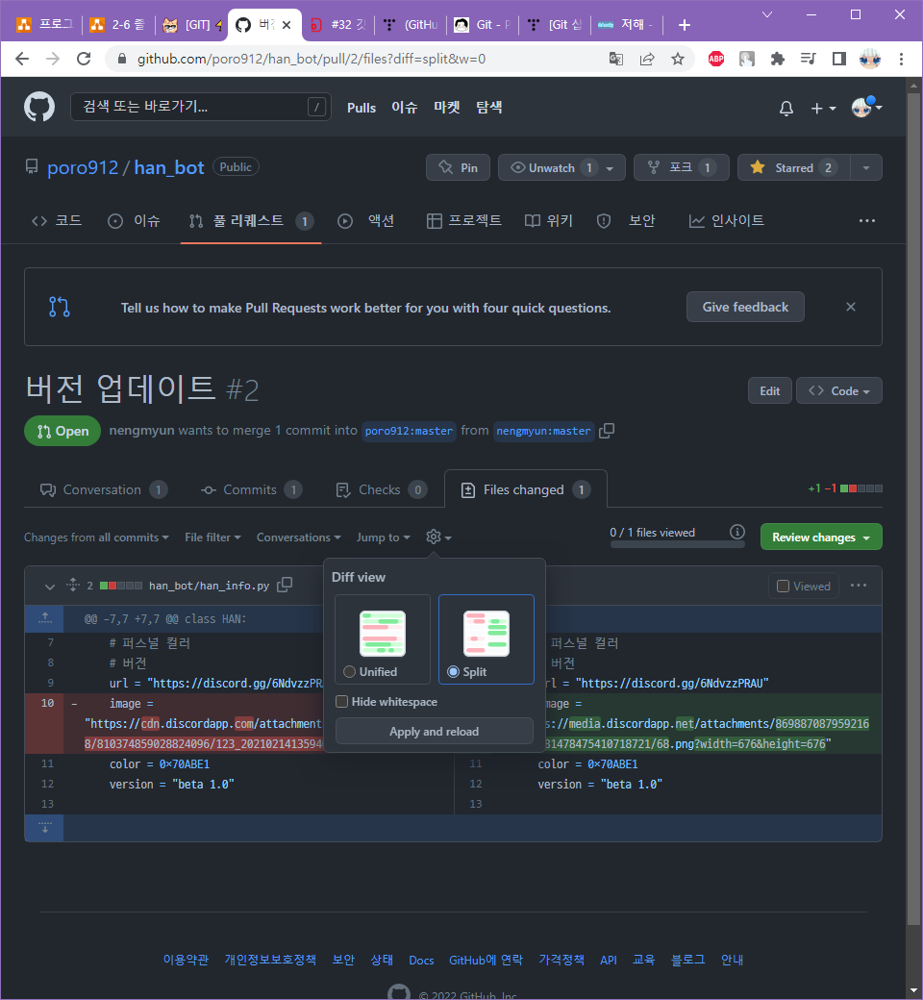 프로그
2-6 졸
[GIT]
버전
#32 깃
(GitHu
Git - P
[Git 삽
저해 -
github.com/poro912/han_bot/pull/2/files?diff=split&w=0
ABP
검색 또는 바로가기... /
Pulls 이슈 마켓 탐색
poro912 / han_bot Public
Pin
Unwatch 1
포크 1
Starred 2
코드 이슈 풀 리퀘스트 1 액션 프로젝트 위키 보안 인사이트
Tell us how to make Pull Requests work better for you with four quick questions.
Give feedback
버전 업데이트 #2
Edit
Code
Open
nengmyun wants to merge 1 commit into poro912:master from nengmyun:master
Conversation 1 Commits 1 Checks 0 Files changed 1
+1 −1
Changes from all commits File filter Conversations Jump to
0 / 1 files viewed
Review changes
2 han_bot/han_info.py
Viewed
Diff view
Unified
Split
Hide whitespace
Apply and reload
@@ -7,7 +7,7 @@ class HAN:
7 # 퍼스널 컬러
퍼스널 컬러
8 # 버전
버전
9 url = "https://discord.gg/6NdvzzPRA
rl = "https://discord.gg/6NdvzzPRAU"
10 - image =
"https://cdn.discordapp.com/attachment
s://media.discordapp.net/attachments/869887087959216
8/810374859028824096/123_2021021413594
81478475410718721/68.png?width=676&height=676"
11 color = 0×70ABE1
11 color = 0×70ABE1
12 version = "beta 1.0"
12 version = "beta 1.0"
13
13
이용약관 개인정보보호정책 보안 상태 Docs GitHub에 연락 가격정책 API 교육 블로그 안내
© 2022 GitHub, Inc.